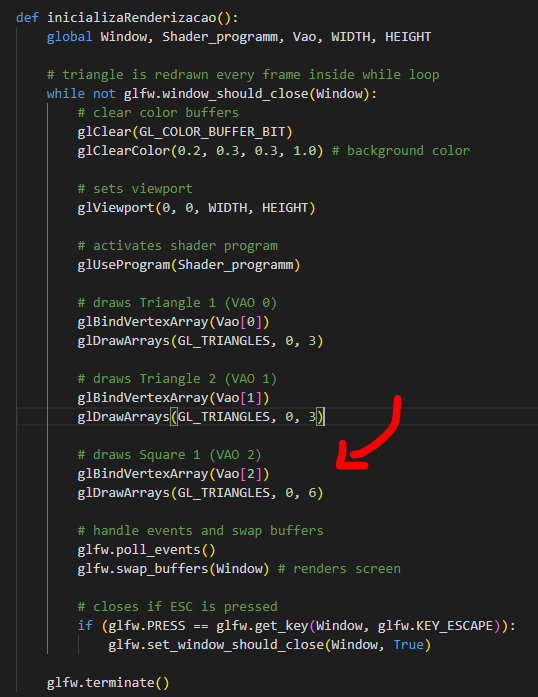 def inicializaRenderizacao():
global Window, Shader_programm, Vao, WIDTH, HEIGHT
# triangle is redrawn every frame inside while loop
while not glfw.window_should_close(Window):
# clear color buffers
glClear(GL_COLOR_BUFFER_BIT)
glClearColor(0.2, 0.3, 0.3, 1.0) # background color
# sets viewport
glViewport(0, 0, WIDTH, HEIGHT)
# activates shader program
glUseProgram(Shader_programm)
# draws Triangle 1 (VAO 0)
glBindVertexArray(Vao[0])
glDrawArrays(GL_TRIANGLES, 0, 3)
# draws Triangle 2 (VAO 1)
glBindVertexArray(Vao[1])
glDrawArrays(GL_TRIANGLES, 0, 3)
# draws Square 1 (VAO 2)
glBindVertexArray(Vao[2])
glDrawArrays(GL_TRIANGLES, 0, 6)
# handle events and swap buffers
glfw.poll_events()
glfw.swap_buffers(Window) # renders screen
# closes if ESC is pressed
if (glfw.PRESS == glfw.get_key(Window, glfw.KEY_ESCAPE)):
glfw.set_window_should_close(Window, True)
glfw.terminate()